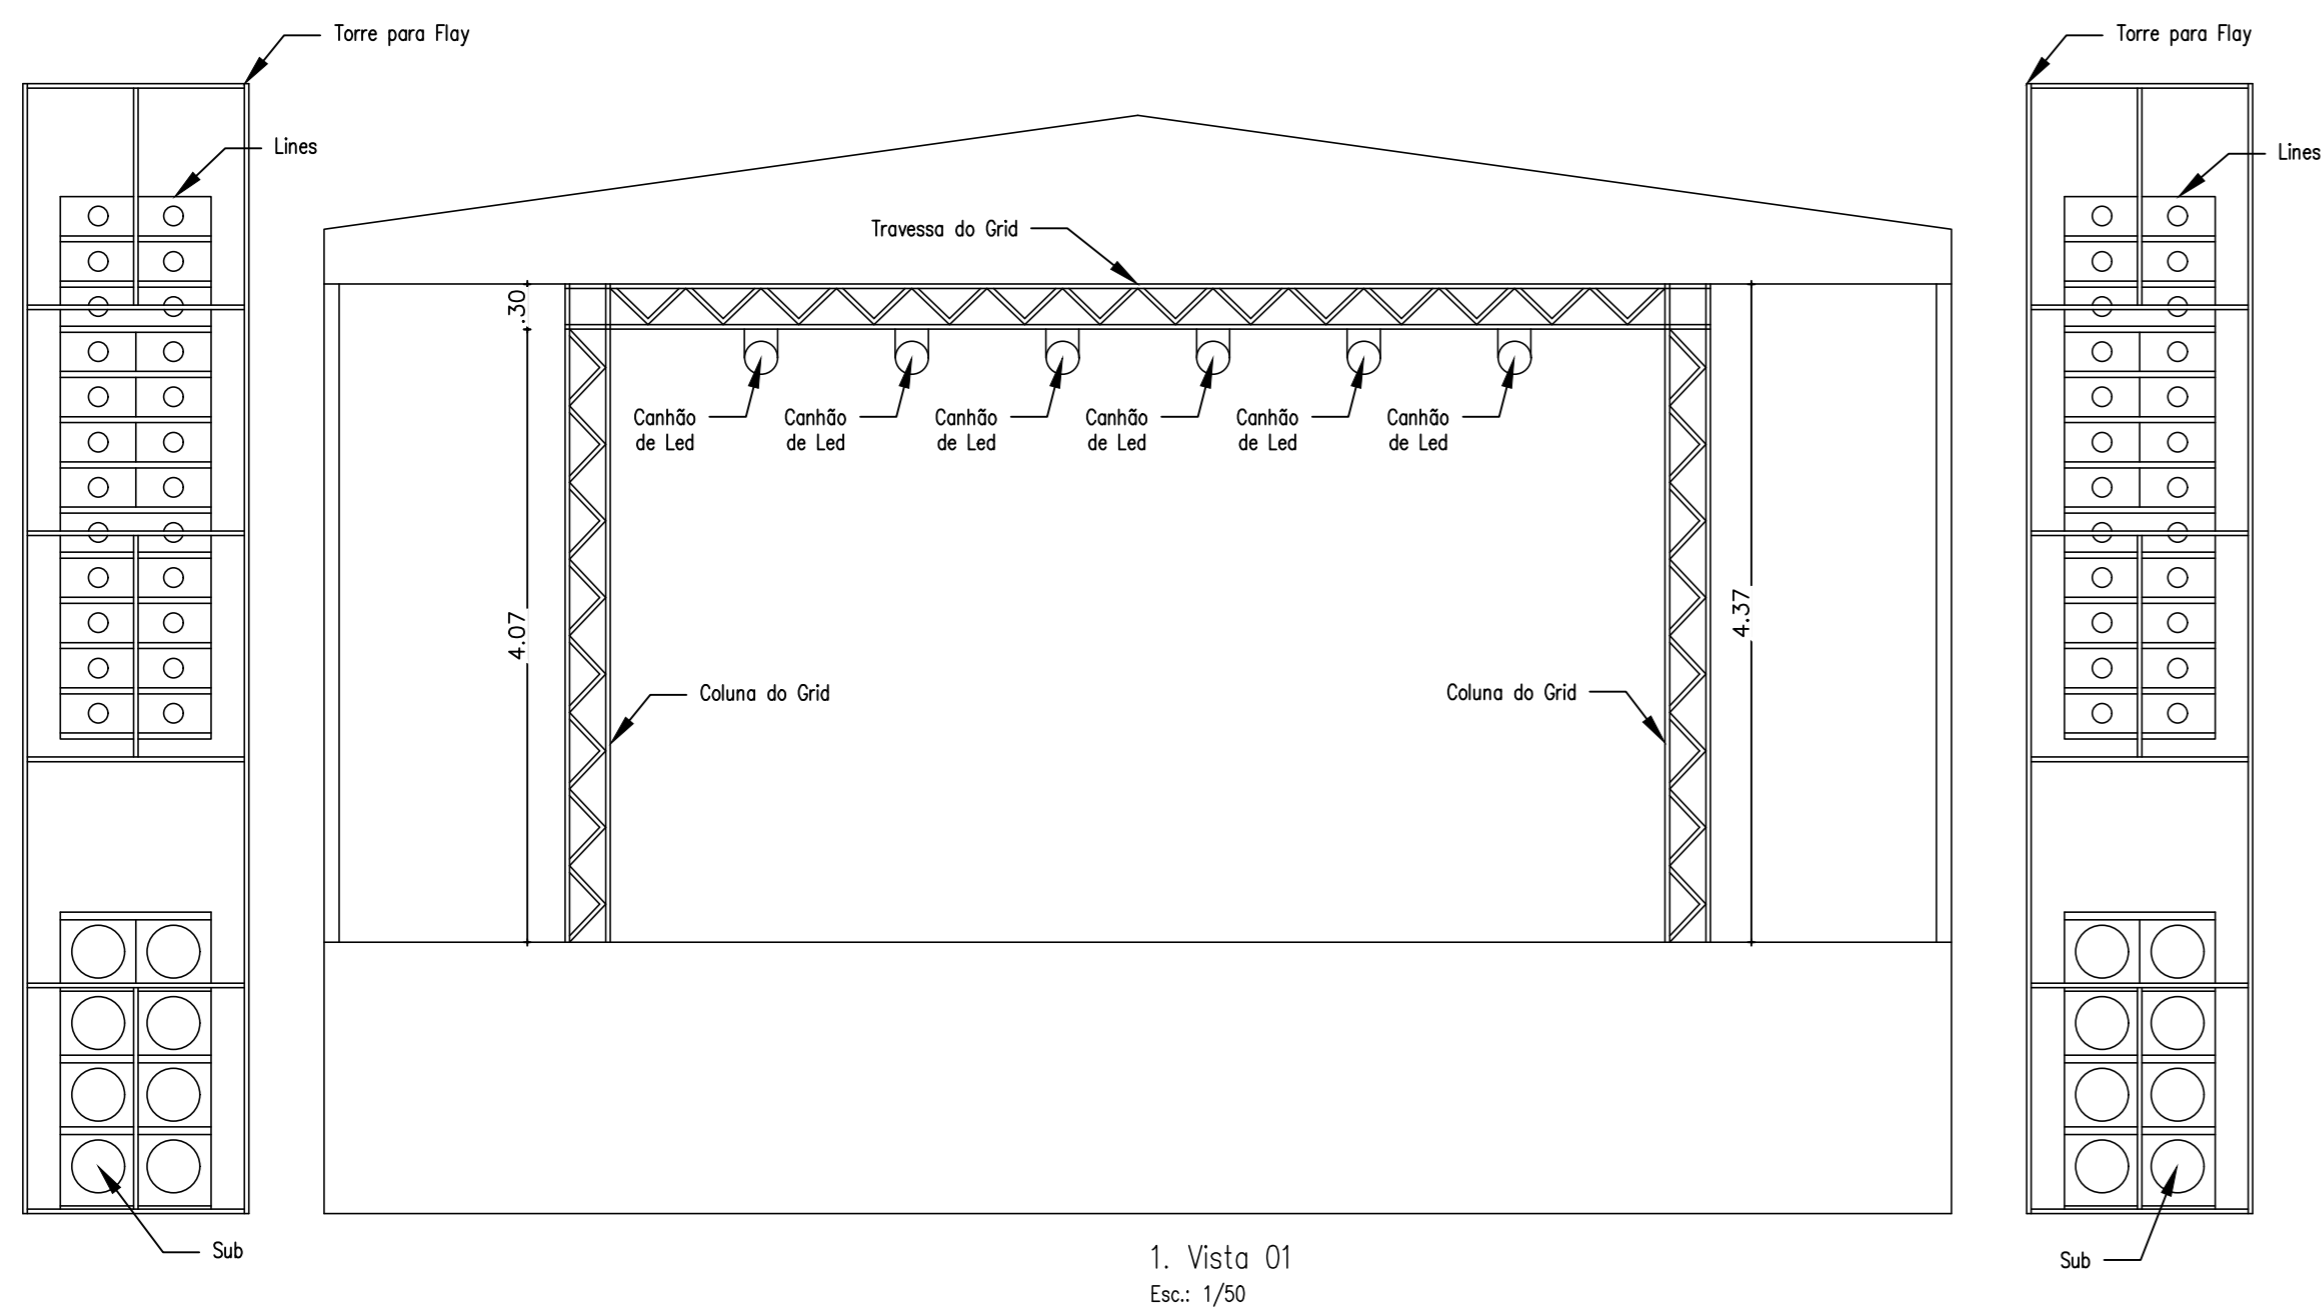 Torre para Flay
Torre para Flay
Lines
Lines
Travessa do Grid
.30
Canhão
de Led
Canhão
de Led
Canhão
de Led
Canhão
de Led
Canhão
de Led
Canhão
de Led
4.07
4.37
Coluna do Grid
Coluna do Grid
Sub
Sub
1. Vista 01
Esc.: 1/50